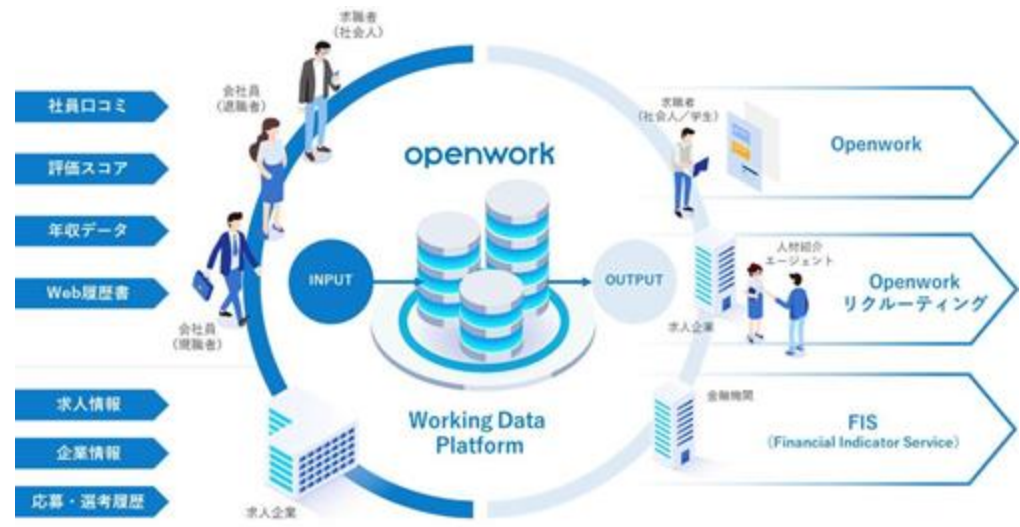 求職者
（社会人）
会社員
（退職者）
社員口コミ
評価スコア
年収データ
Web履歴書
会社員
（現職者）
求人情報
企業情報
応募・選考履歴
求人企業
openwork
INPUT
OUTPUT
Working Data
Platform
求職者
（社会人／学生）
Openwork
人材紹介
エージェント
求人企業
Openwork
リクルーティング
金融機関
FIS
（Financial Indicator Service）